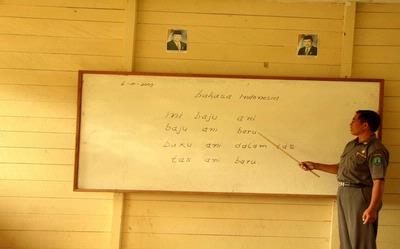 bahasa indonesia
ini baju ani
baju ani baru
buku ani dalam tas
tas ani baru.